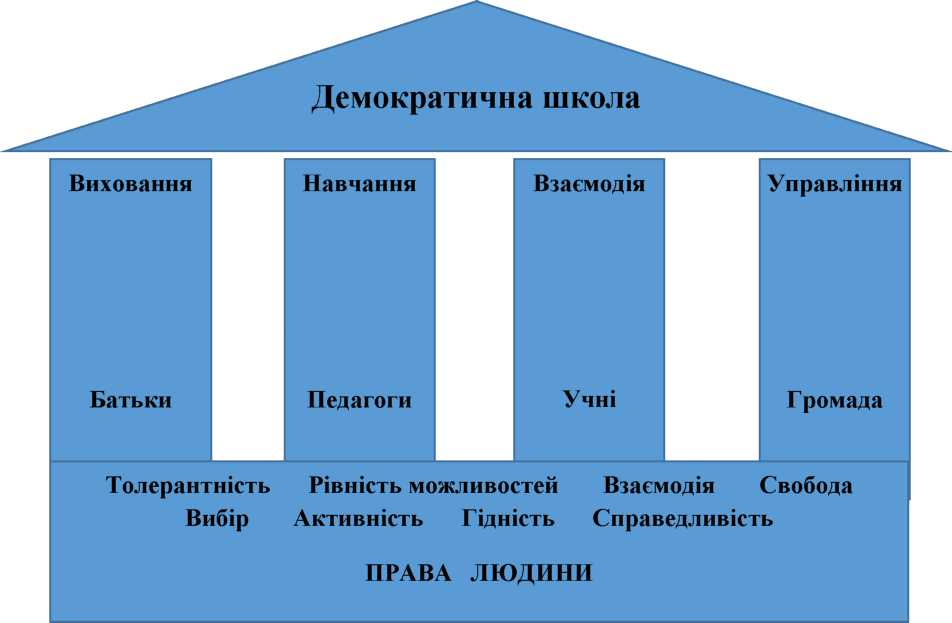 Демократична школа
Виховання Навчання Взаємодія Управління
Батьки Педагоги Учні Громада
Толерантність Рівність можливостей Взаємодія Свобода
Вибір Активність Гідність Справедливість
ПРАВА ЛЮДИНИ